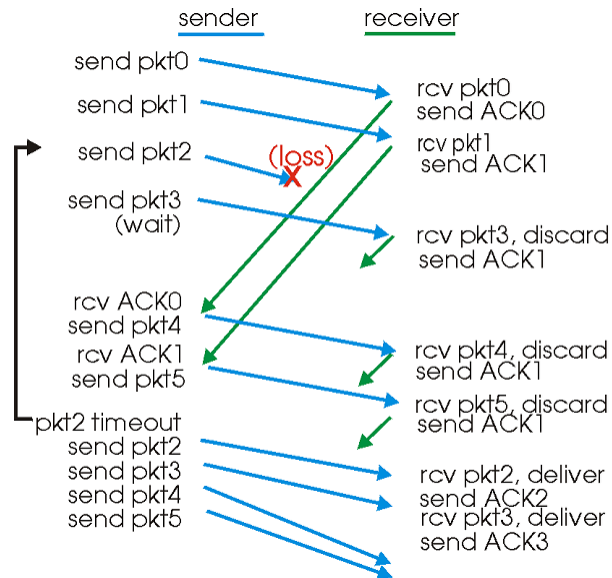 sender
receiver
send pkt0
send pkt1
send pkt2
(loss)
X
send pkt3
(wait)
rcv ACK0
send pkt4
rcv ACK1
send pkt5
pkt2 timeout
send pkt2
send pkt3
send pkt4
send pkt5
rcv pkt0
send ACK0
rcv pkt1
send ACK1
rcv pkt3, discard
send ACK1
rcv pkt4, discard
send ACK1
rcv pkt5, discard
send ACK1
rcv pkt2, deliver
send ACK2
rcv pkt3, deliver
send ACK3